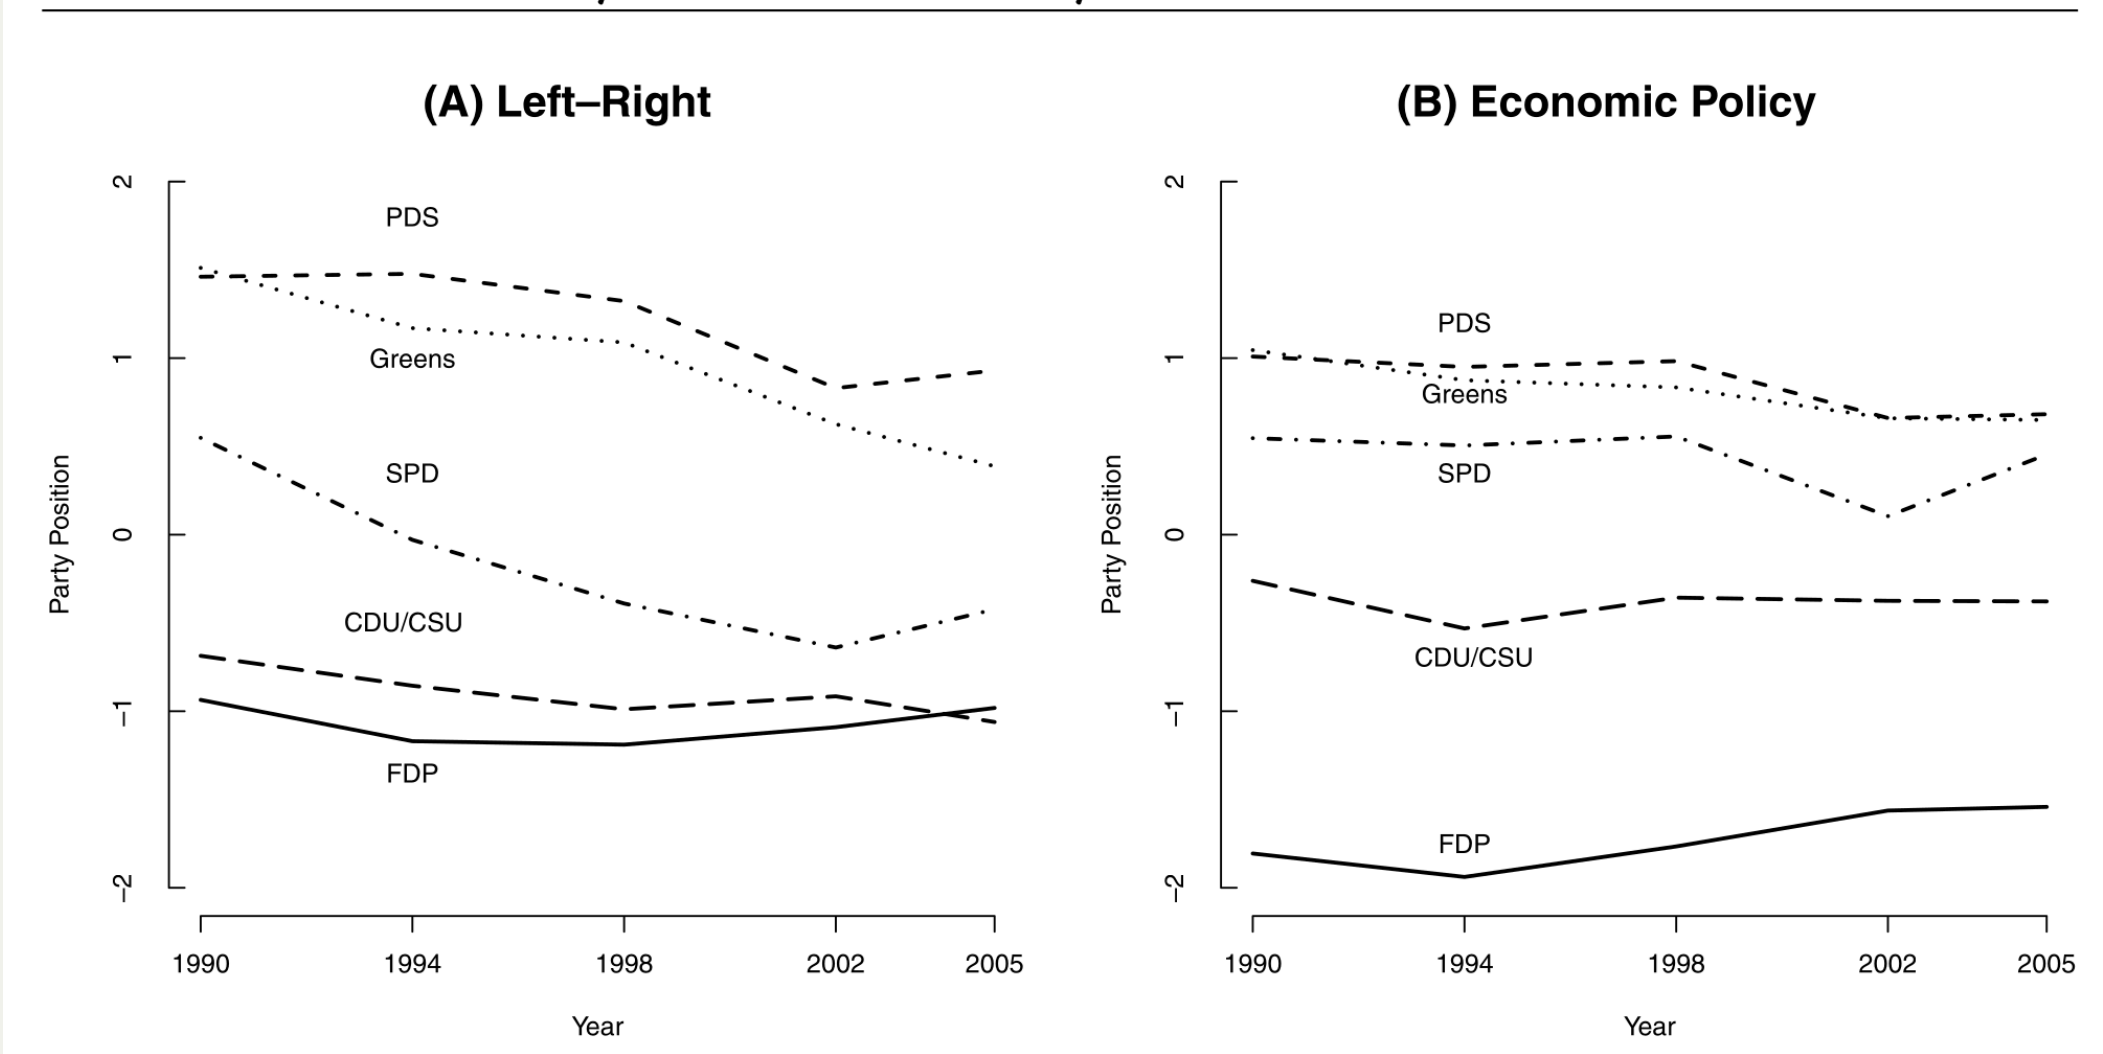 (A) Left–Right
2
1
0
−1
−2
Party Position
PDS
Greens
SPD
CDU/CSU
FDP
1990 1994 1998 2002 2005
Year
(B) Economic Policy
2
1
0
−1
−2
Party Position
PDS
Greens
SPD
CDU/CSU
FDP
1990 1994 1998 2002 2005
Year